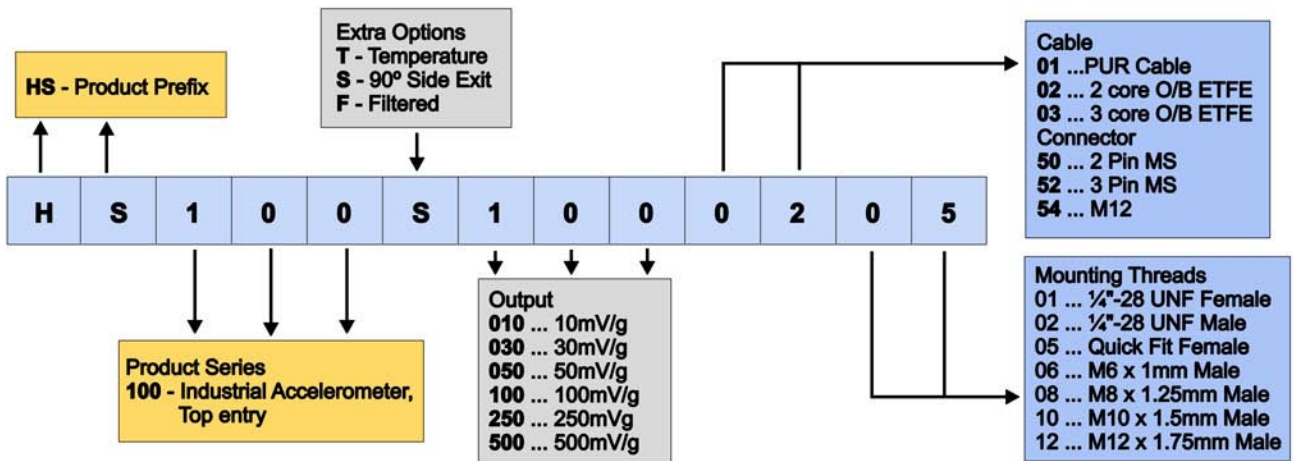 Extra Options
T - Temperature
S - 90º Side Exit
F - Filtered
HS - Product Prefix
Cable
01 ...PUR Cable
02 ... 2 core O/B ETFE
03 ... 3 core O/B ETFE
Connector
50 ... 2 Pin MS
52 ... 3 Pin MS
54 ... M12
H S 1 0 0 S 1 0 0 0 2 0 5
Product Series
100 - Industrial Accelerometer,
Top entry
Output
010 ... 10mV/g
030 ... 30mV/g
050 ... 50mV/g
100 ... 100mV/g
250 ... 250mVg
500 ... 500mV/g
Mounting Threads
01 ... ¼"-28 UNF Female
02 ... ¼"-28 UNF Male
05 ... Quick Fit Female
06 ... M6 x 1mm Male
08 ... M8 x 1.25mm Male
10 ... M10 x 1.5mm Male
12 ... M12 x 1.75mm Male